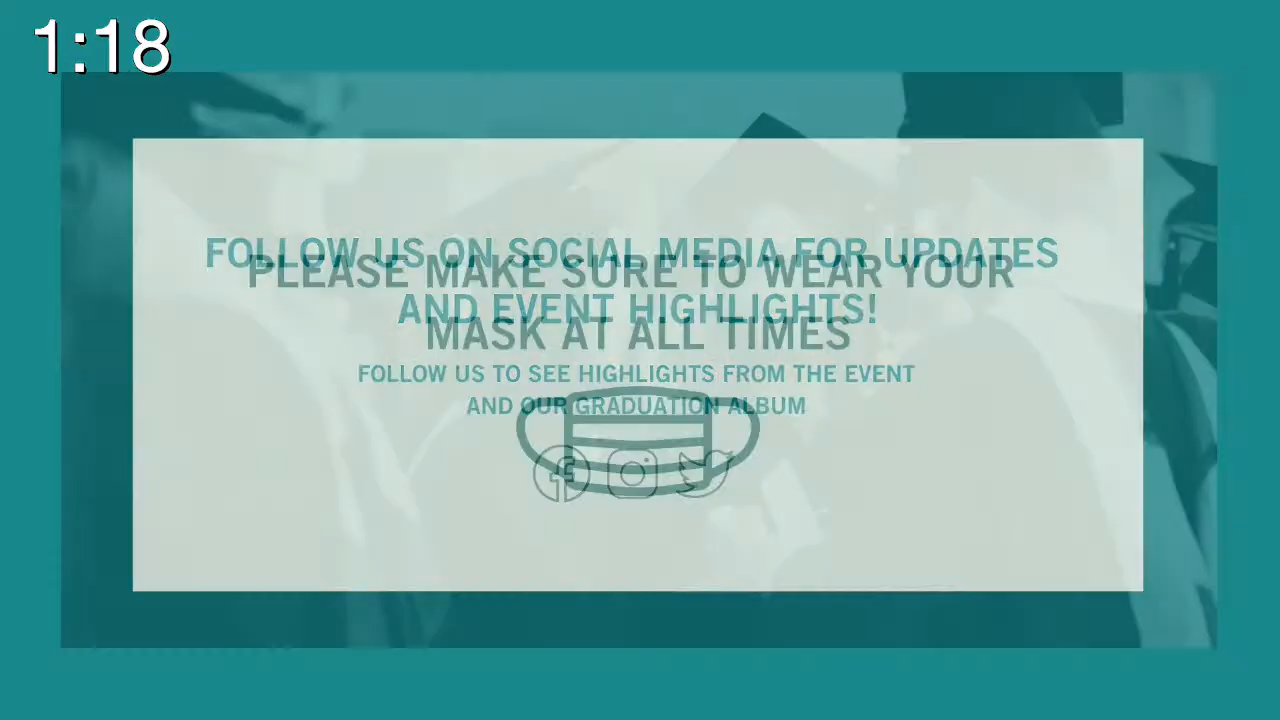 1:18
FOLLOW US ON SOCIAL MEDIA FOR UPDATES
AND EVENT HIGHLIGHTS!
PLEASE MAKE SURE TO WEAR YOUR
MASK AT ALL TIMES
FOLLOW US TO SEE HIGHLIGHTS FROM THE EVENT
AND OUR GRADUATION ALBUM